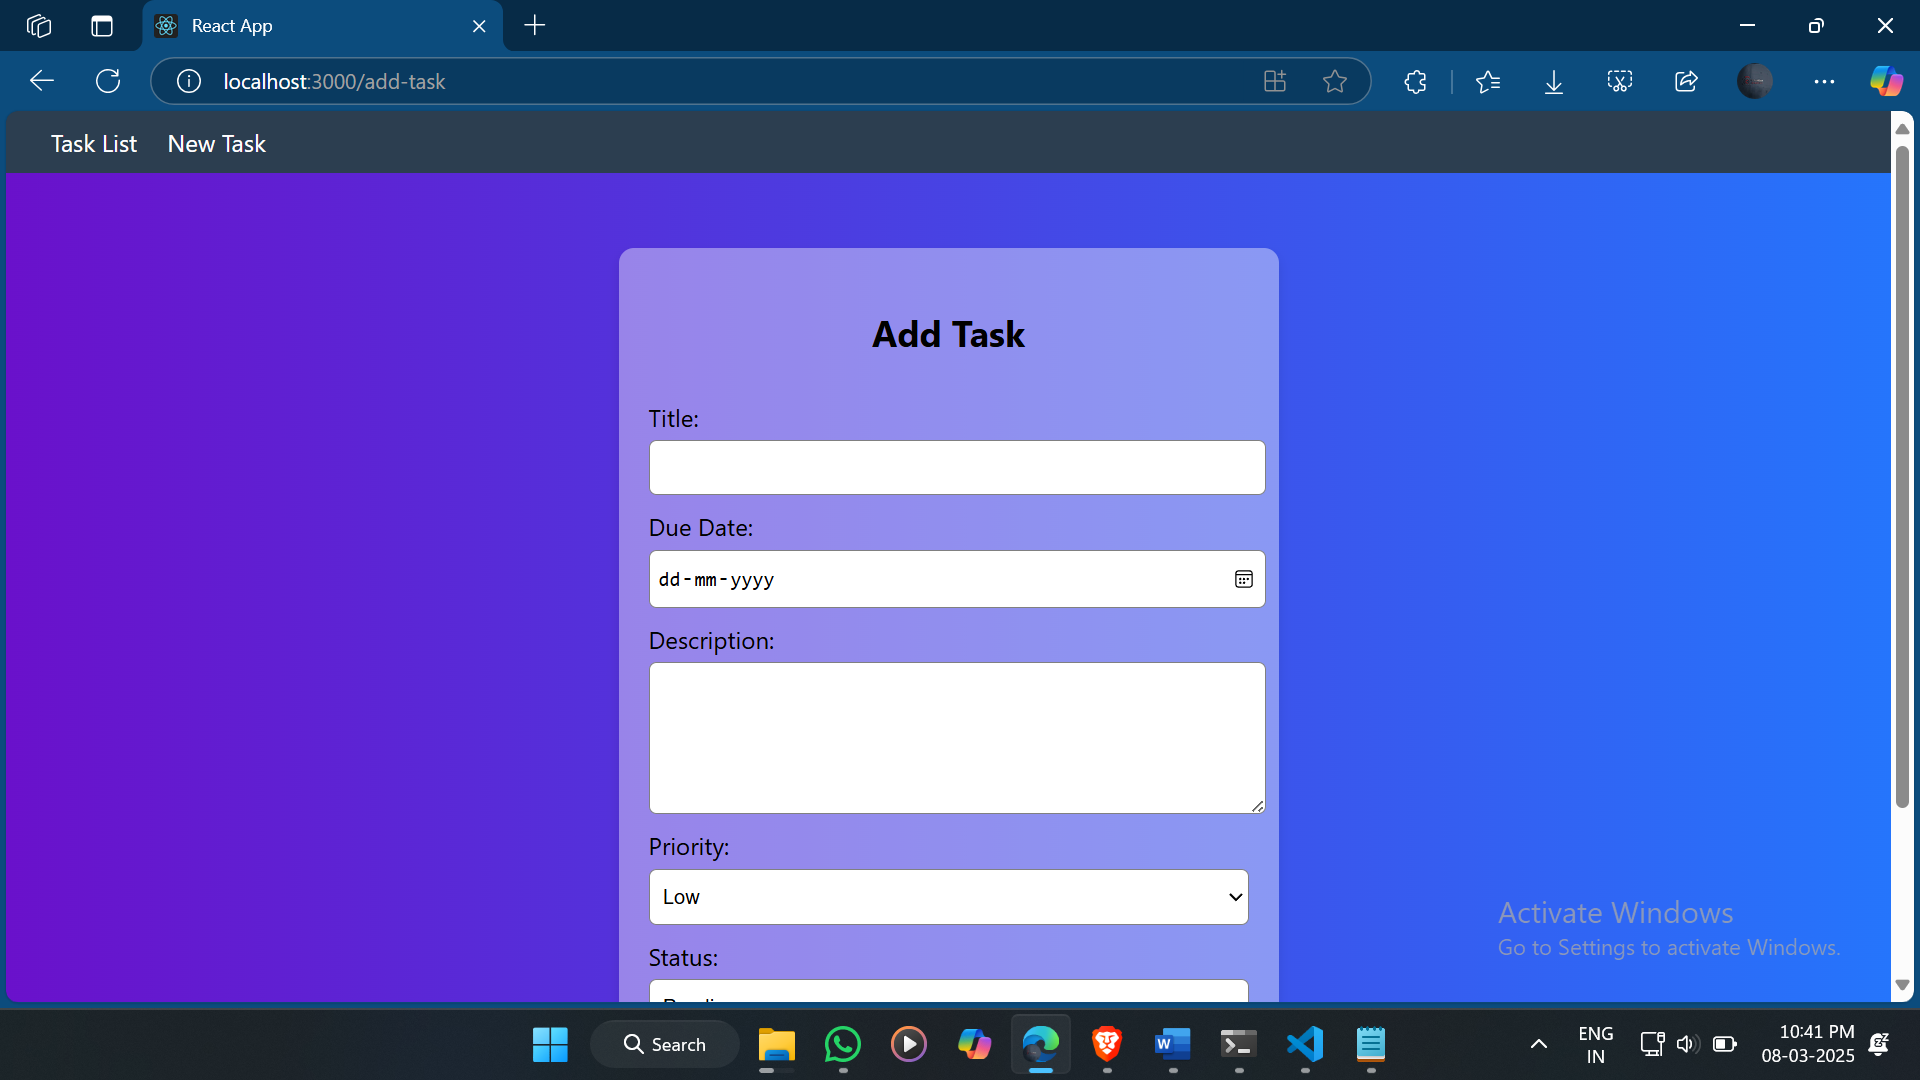 React App
localhost:3000/add-task
Task List New Task
Add Task
Title:
Due Date:
dd-mm-yyyy
Description:
Priority:
Low
Status:
Activate Windows
Go to Settings to activate Windows.
Search
ENG
IN
10:41 PM
08-03-2025